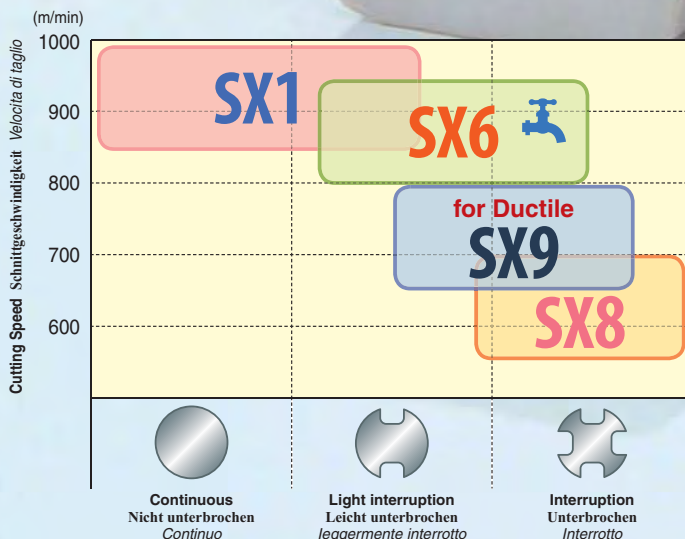 (m/min)
1000
900
800
700
600
Cutting Speed Schnittgeschwindigkeit Velocita di taglio
SX1
SX6
for Ductile
SX9
SX8
Continuous
Nicht unterbrochen
Continuo
Light interruption
Leicht unterbrochen
leggermente interrotto
Interruption
Unterbrochen
Interrotto